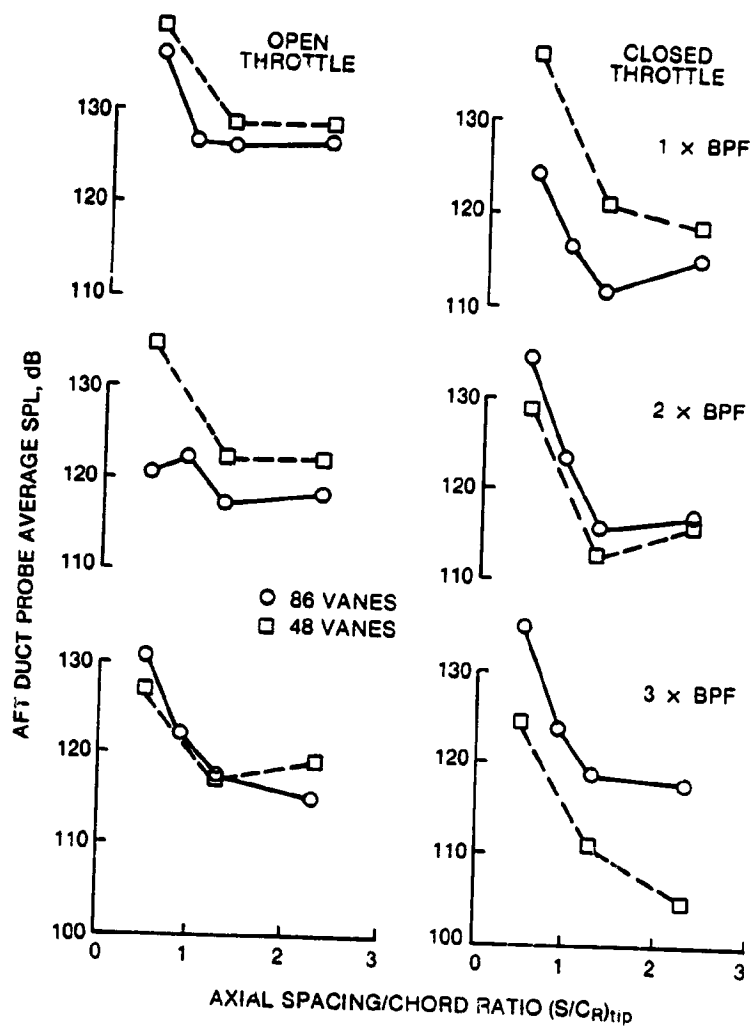 OPEN
THROTTLE
CLOSED
THROTTLE
130
120
110
130
120
110
1 × BPF
130
120
110
130
120
110
2 × BPF
○ 86 VANES
□ 48 VANES
130
120
110
100
0 1 2 3
130
120
110
100
0 1 2 3
3 × BPF
AFT DUCT PROBE AVERAGE SPL, dB
AXIAL SPACING/CHORD RATIO (S/CR)tip